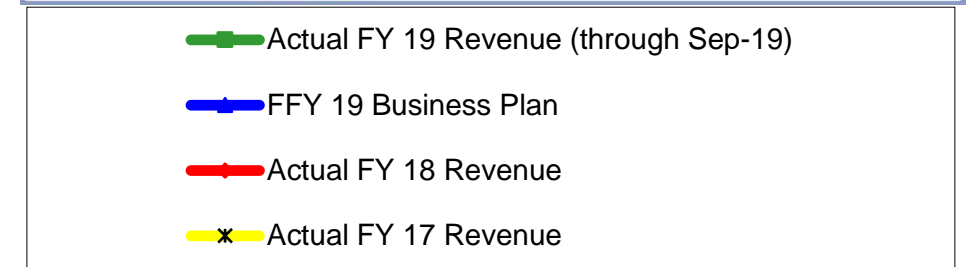 Actual FY 19 Revenue (through Sep-19)
FFY 19 Business Plan
Actual FY 18 Revenue
Actual FY 17 Revenue